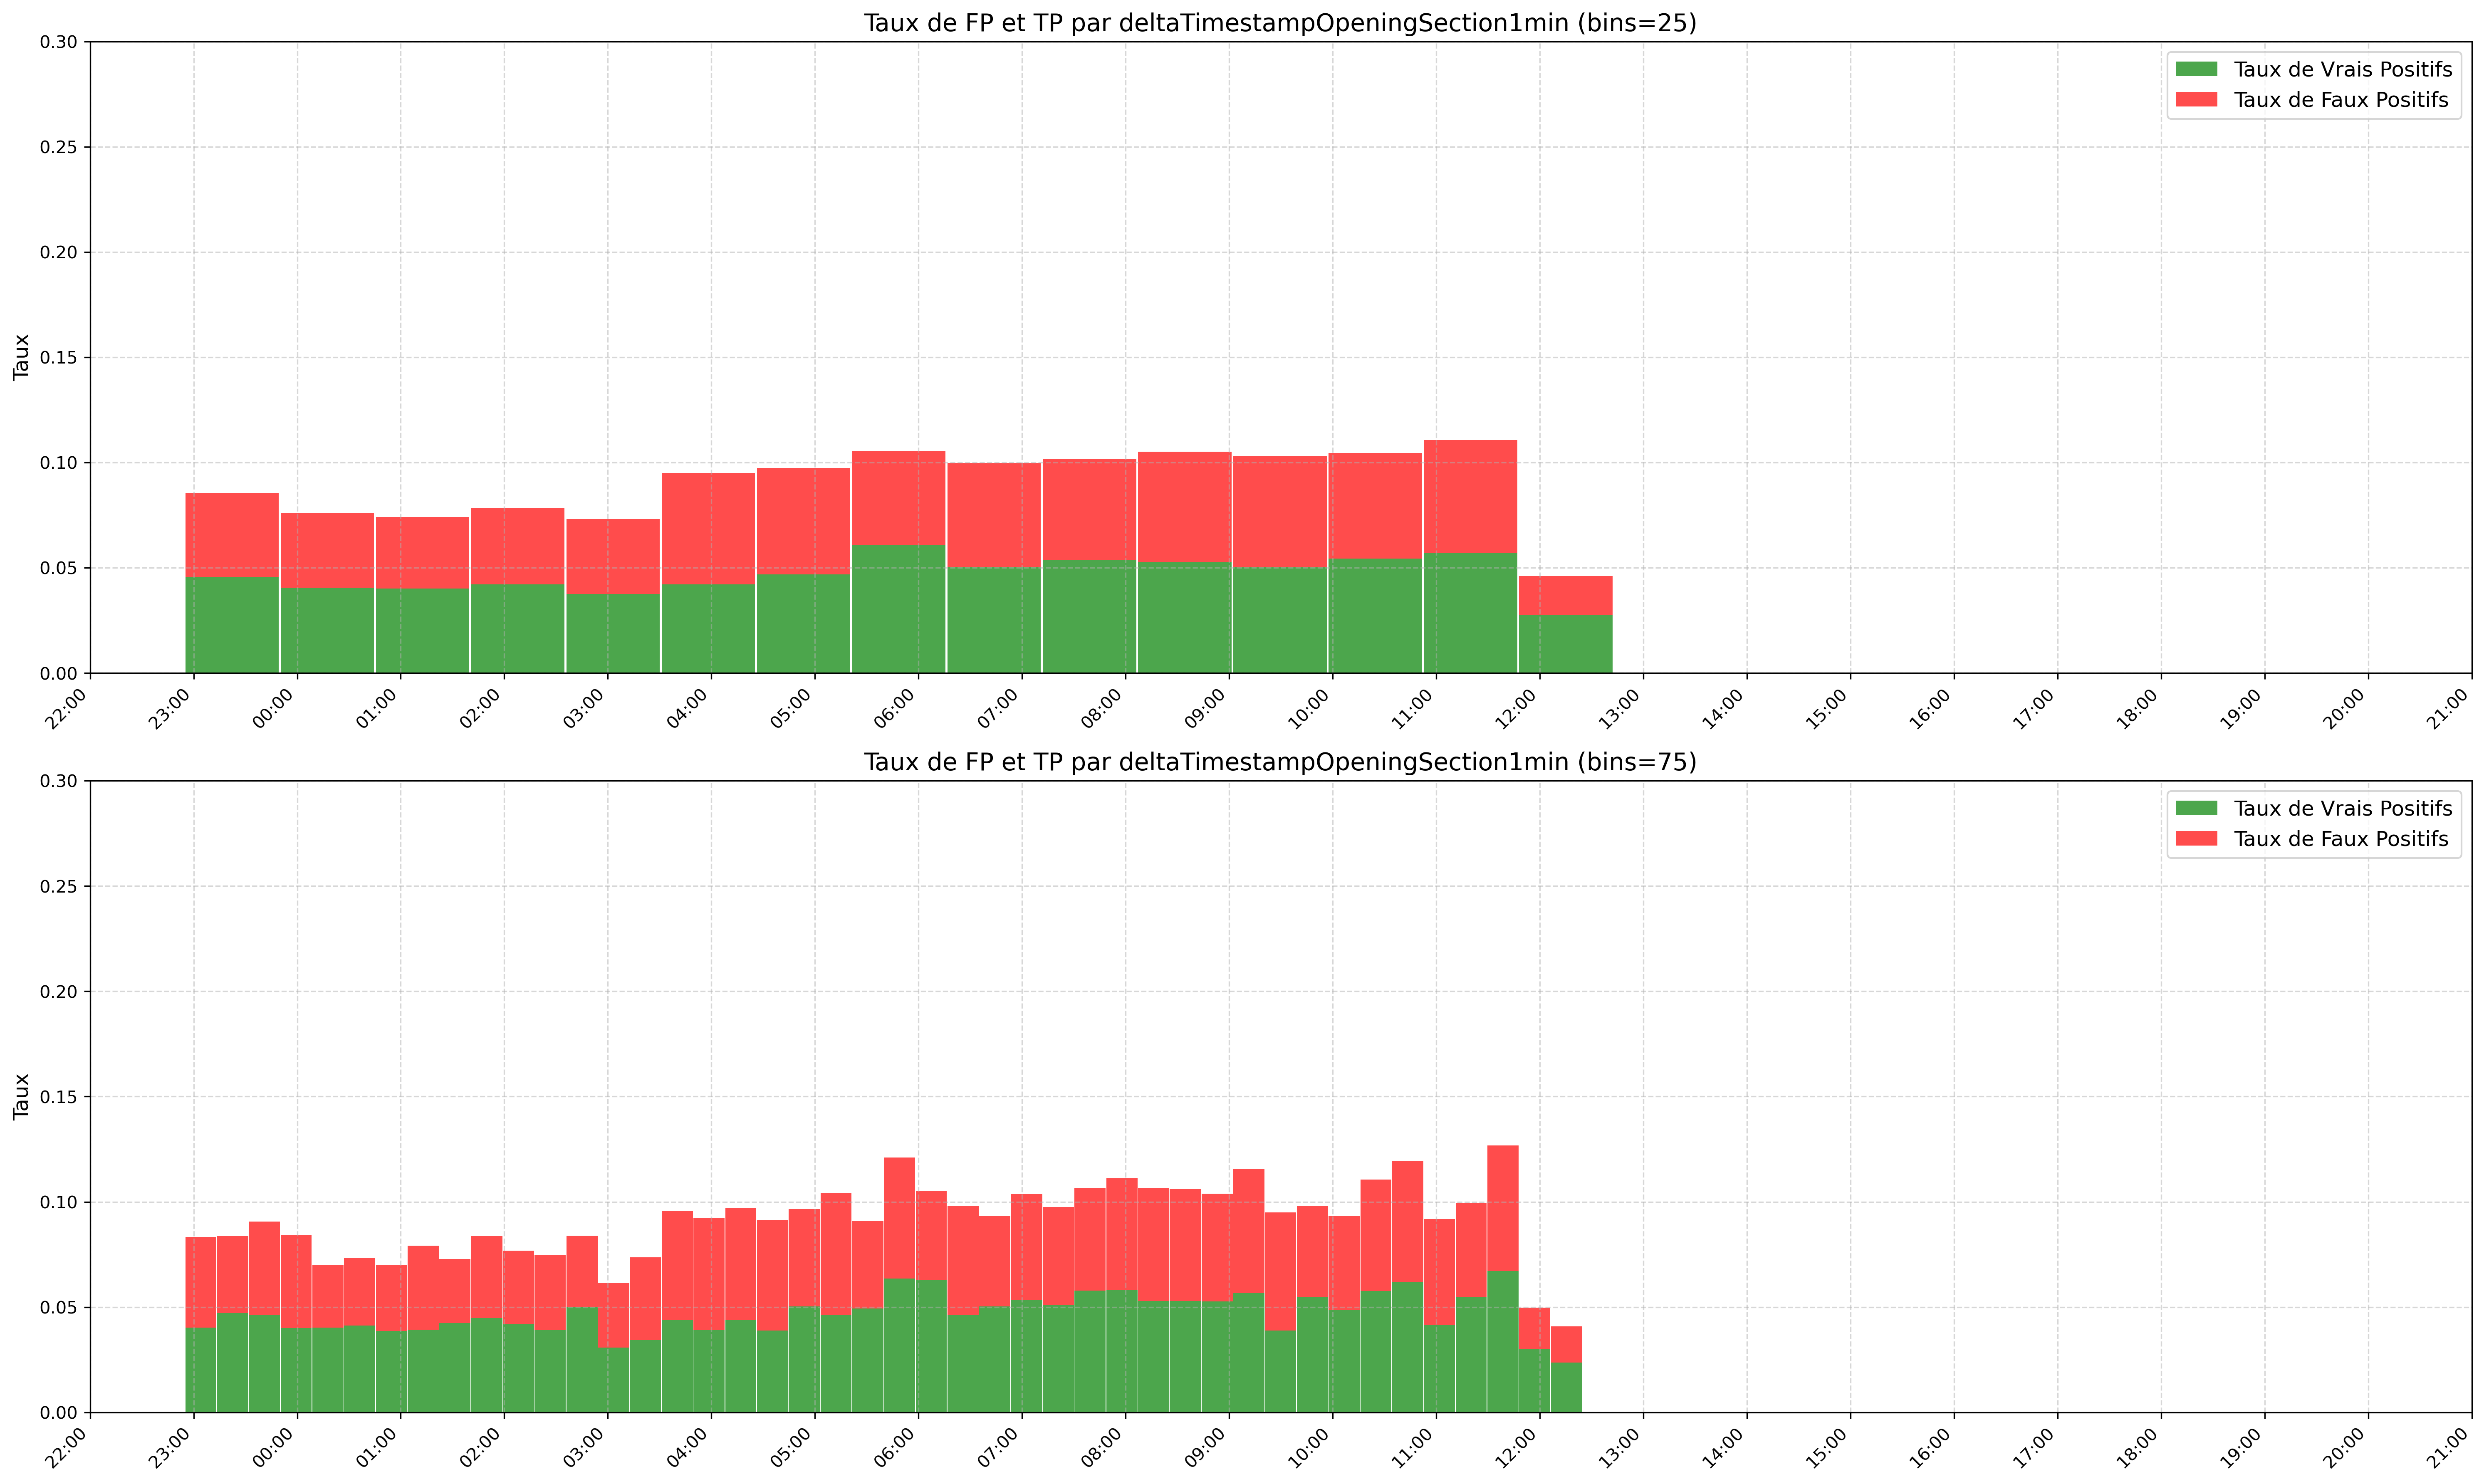 Taux de FP et TP par deltaTimestampOpeningSection1min (bins=25)
Taux de Vrais Positifs
Taux de Faux Positifs
Taux
0.30
0.25
0.20
0.15
0.10
0.05
0.00
22:00 23:00 00:00 01:00 02:00 03:00 04:00 05:00 06:00 07:00 08:00 09:00 10:00 11:00 12:00 13:00 14:00 15:00 16:00 17:00 18:00 19:00 20:00 21:00
Taux de FP et TP par deltaTimestampOpeningSection1min (bins=75)
Taux de Vrais Positifs
Taux de Faux Positifs
Taux
0.30
0.25
0.20
0.15
0.10
0.05
0.00
22:00 23:00 00:00 01:00 02:00 03:00 04:00 05:00 06:00 07:00 08:00 09:00 10:00 11:00 12:00 13:00 14:00 15:00 16:00 17:00 18:00 19:00 20:00 21:00